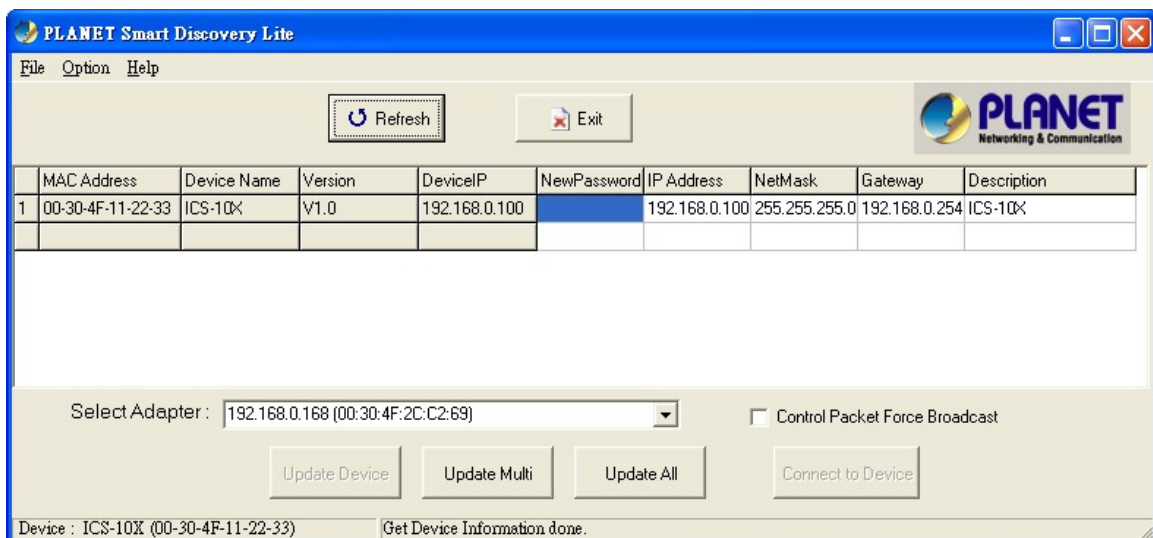 PLANET Smart Discovery Lite
File Option Help
Refresh Exit
PLANET
Networking & Communication
MAC Address Device Name Version DeviceIP NewPassword IP Address NetMask Gateway Description
1 00-30-4F-11-22-33 ICS-10X V1.0 192.168.0.100 192.168.0.100 255.255.255.0 192.168.0.254 ICS-10X
Select Adapter : 192.168.0.168 (00:30:4F:2C:C2:69) Control Packet Force Broadcast
Update Device Update Multi Update All Connect to Device
Device : ICS-10X (00-30-4F-11-22-33) Get Device Information done.